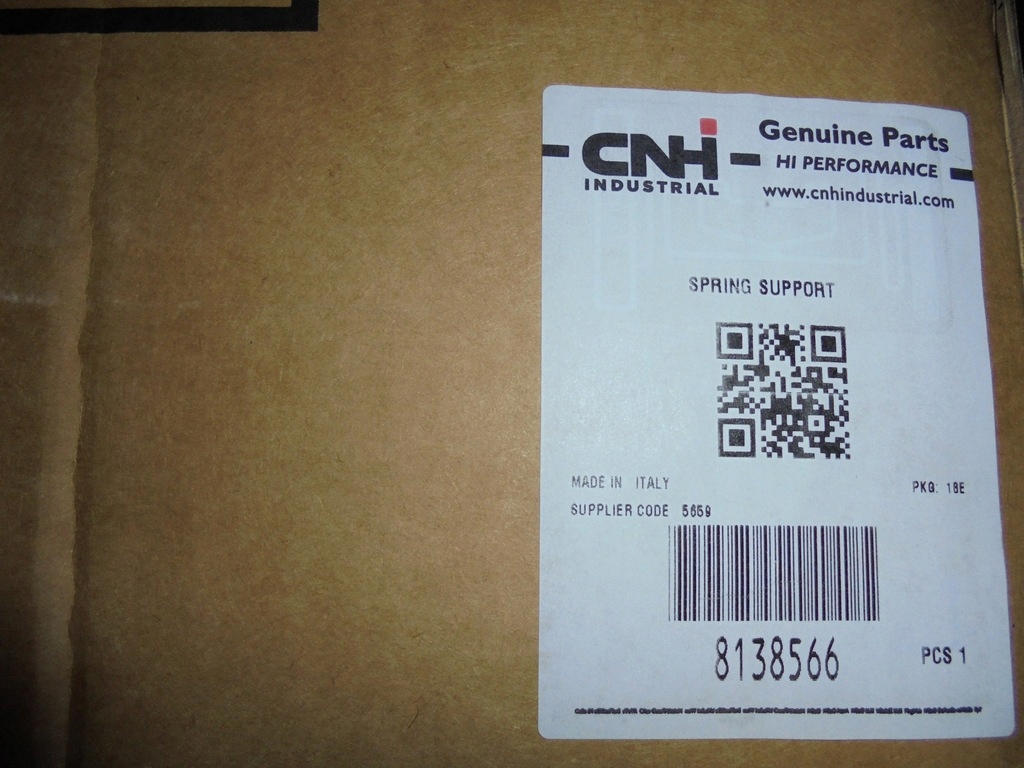 CNHi
INDUSTRIAL
Genuine Parts
HI PERFORMANCE
www.cnhindustrial.com
SPRING SUPPORT
MADE IN ITALY
PKG: 18E
SUPPLIER CODE 5659
8138566
PCS 1